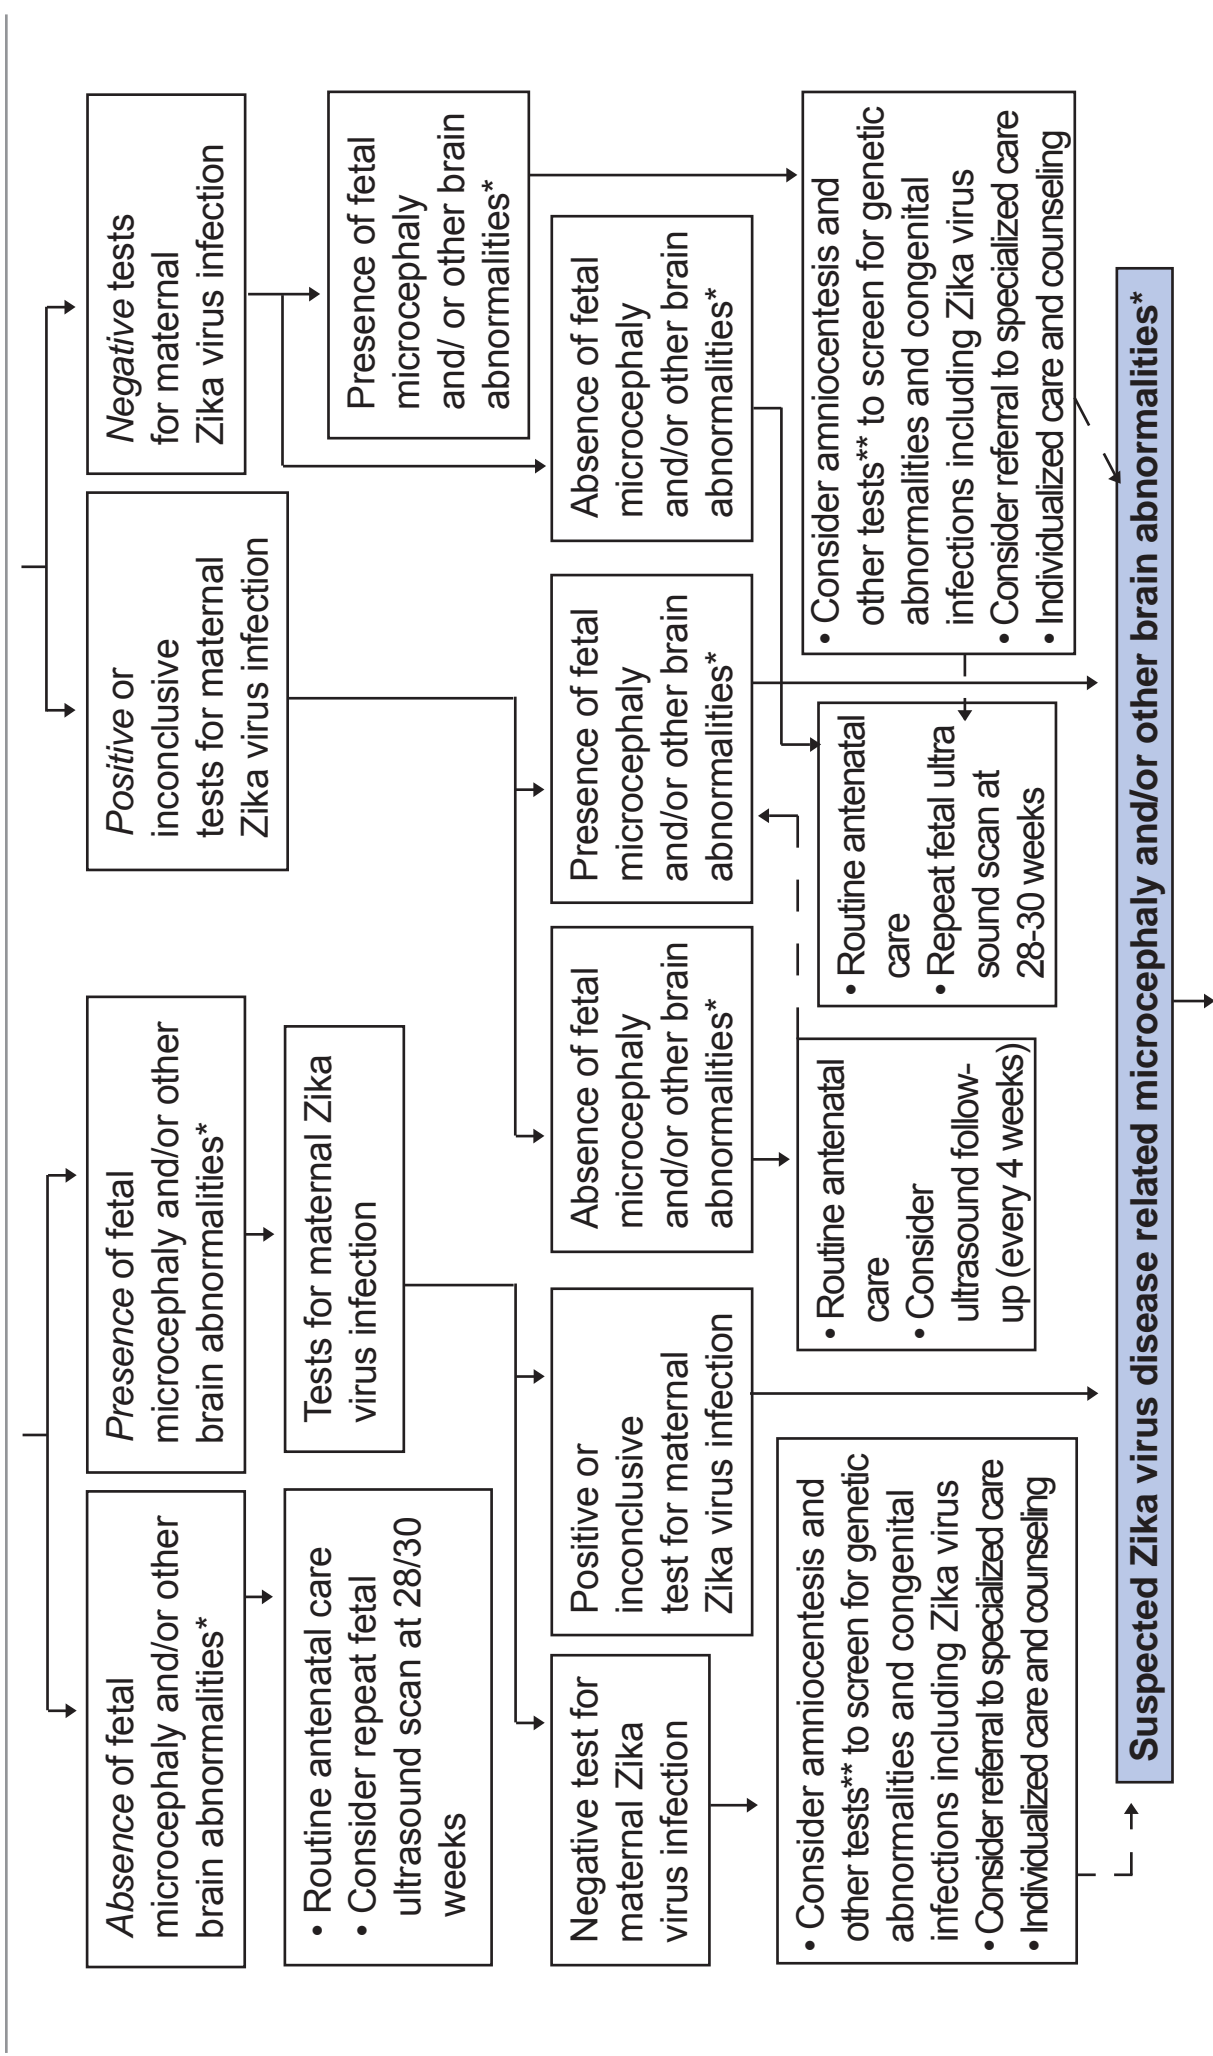 Absence of fetal
microcephaly and/or other
brain abnormalities*
Presence of fetal
microcephaly and/or other
brain abnormalities*
Positive or
inconclusive
tests for maternal
Zika virus infection
Negative tests
for maternal
Zika virus infection
• Routine antenatal care
• Consider repeat fetal
ultrasound scan at 28/30
weeks
Tests for maternal Zika
virus infection
Presence of fetal
microcephaly
and/ or other brain
abnormalities*
Negative test for
maternal Zika
virus infection
Positive or
inconclusive
test for maternal
Zika virus infection
Absence of fetal
microcephaly
and/or other brain
abnormalities*
Presence of fetal
microcephaly
and/or other brain
abnormalities*
Absence of fetal
microcephaly
and/or other brain
abnormalities*
• Consider amniocentesis and
other tests** to screen for genetic
abnormalities and congenital
infections including Zika virus
• Consider referral to specialized care
• Individualized care and counseling
• Routine antenatal
care
• Consider
ultrasound follow-
up (every 4 weeks)
• Routine antenatal
care
• Repeat fetal ultra
sound scan at
28-30 weeks
• Consider amniocentesis and
other tests** to screen for genetic
abnormalities and congenital
infections including Zika virus
• Consider referral to specialized care
• Individualized care and counseling
Suspected Zika virus disease related microcephaly and/or other brain abnormalities*